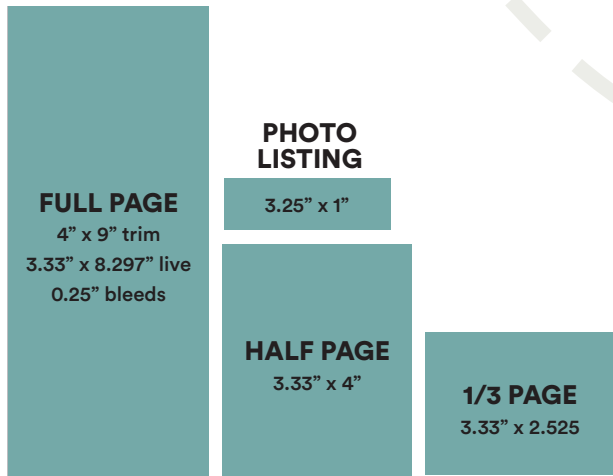 FULL PAGE
4” x 9” trim
3.33” x 8.297” live
0.25” bleeds
PHOTO
LISTING
3.25” x 1”
HALF PAGE
3.33” x 4”
1/3 PAGE
3.33” x 2.525